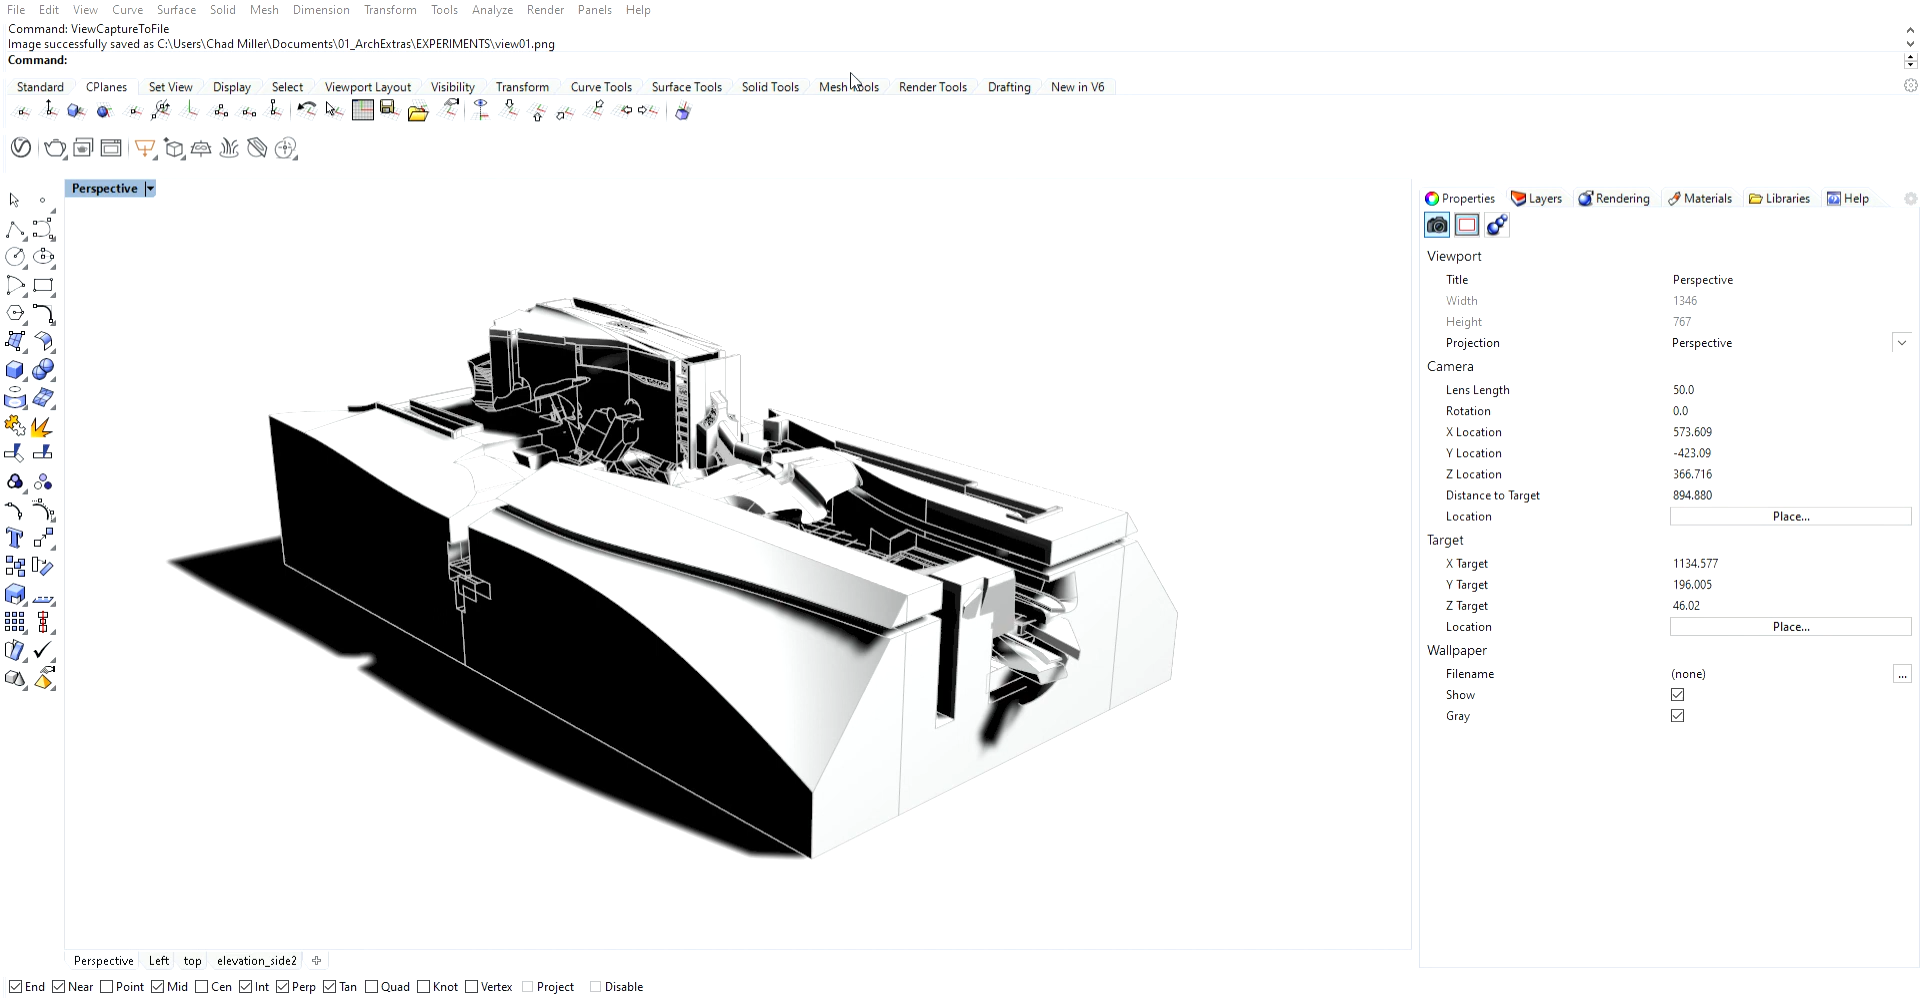 File Edit View Curve Surface Solid Mesh Dimension Transform Tools Analyze Render Panels Help
Command: ViewCaptureToFile
Image successfully saved as C:\Users\Chad Miller\Documents\01_ArchExtras\EXPERIMENTS\view01.png
Command:
Standard CPlanes Set View Display Select Viewport Layout Visibility Transform Curve Tools Surface Tools Solid Tools Mesh Tools Render Tools Drafting New in V6
Perspective
Properties Layers Rendering Materials Libraries Help
Viewport
Title Perspective
Width 1346
Height 767
Projection Perspective
Camera
Lens Length 50.0
Rotation 0.0
X Location 573.609
Y Location -423.09
Z Location 366.716
Distance to Target 894.880
Location Place...
Target
X Target 1134.577
Y Target 196.005
Z Target 46.02
Location Place...
Wallpaper
Filename (none) ...
Show
Gray
Perspective Left top elevation_side2
End Near Point Mid Cen Int Perp Tan Quad Knot Vertex Project Disable